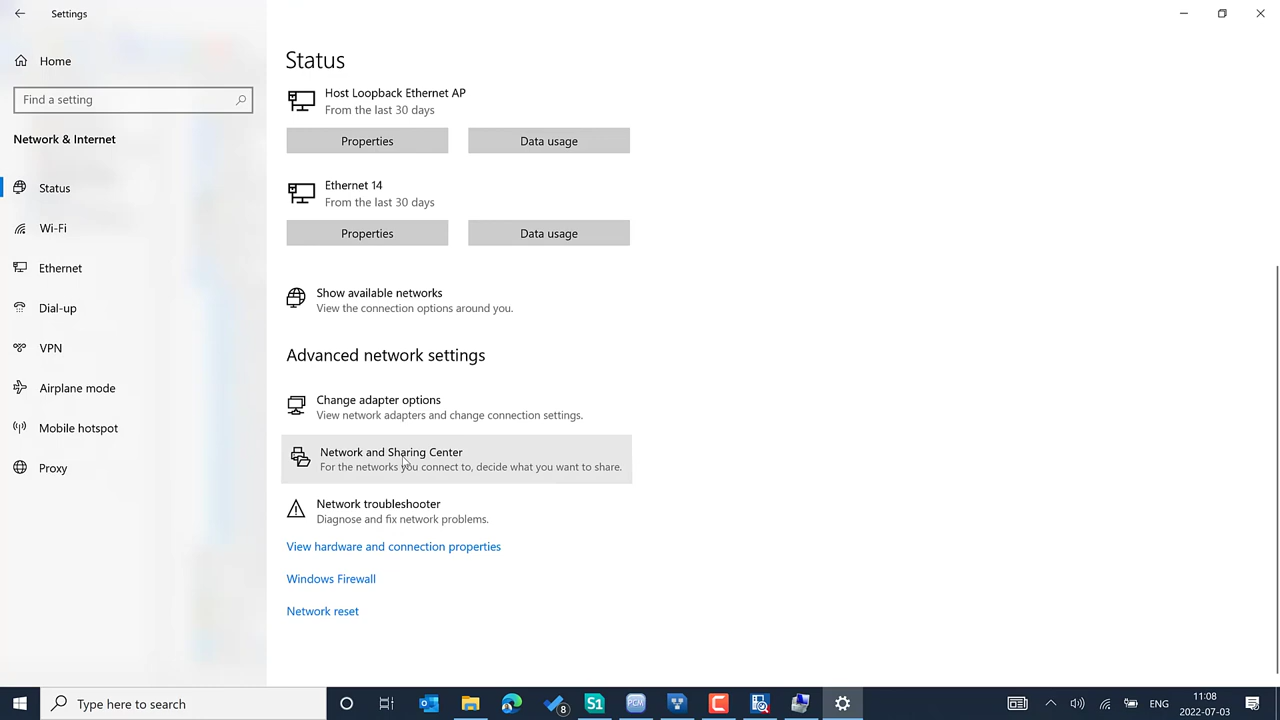 Settings
Home
Find a setting
Network & Internet
Status
Wi-Fi
Ethernet
Dial-up
VPN
Airplane mode
Mobile hotspot
Proxy
Status
Host Loopback Ethernet AP
From the last 30 days
Properties Data usage
Ethernet 14
From the last 30 days
Properties Data usage
Show available networks
View the connection options around you.
Advanced network settings
Change adapter options
View network adapters and change connection settings.
Network and Sharing Center
For the networks you connect to, decide what you want to share.
Network troubleshooter
Diagnose and fix network problems.
View hardware and connection properties
Windows Firewall
Network reset
Type here to search
8
S1
PCM
ENG
11:08
2022-07-03